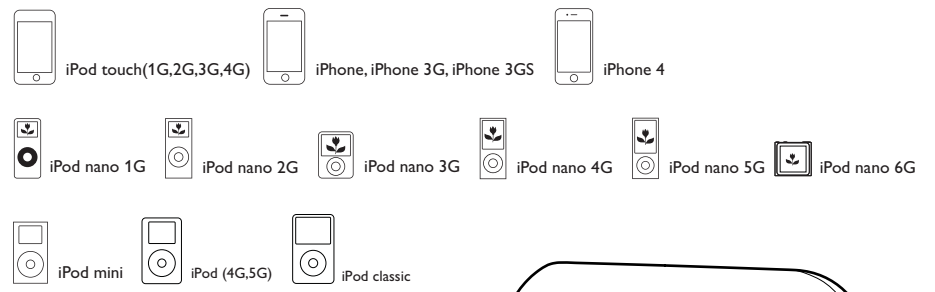 iPod touch(1G,2G,3G,4G) iPhone, iPhone 3G, iPhone 3GS iPhone 4
iPod nano 1G iPod nano 2G iPod nano 3G iPod nano 4G iPod nano 5G iPod nano 6G
iPod mini iPod (4G,5G) iPod classic